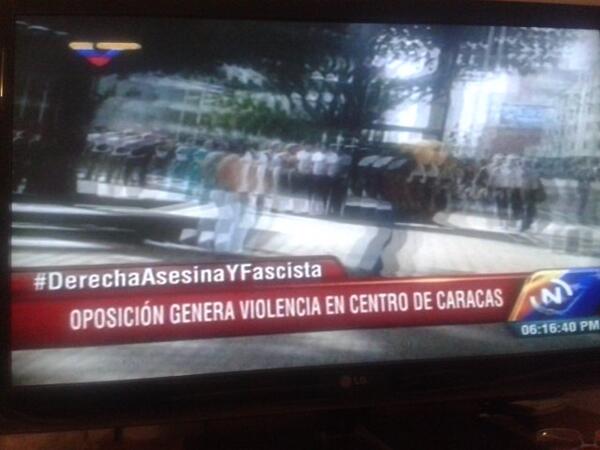 #DerechaAsesinaYFascista
OPOSICIÓN GENERA VIOLENCIA EN CENTRO DE CARACAS
N
06:16:40 PM
LG